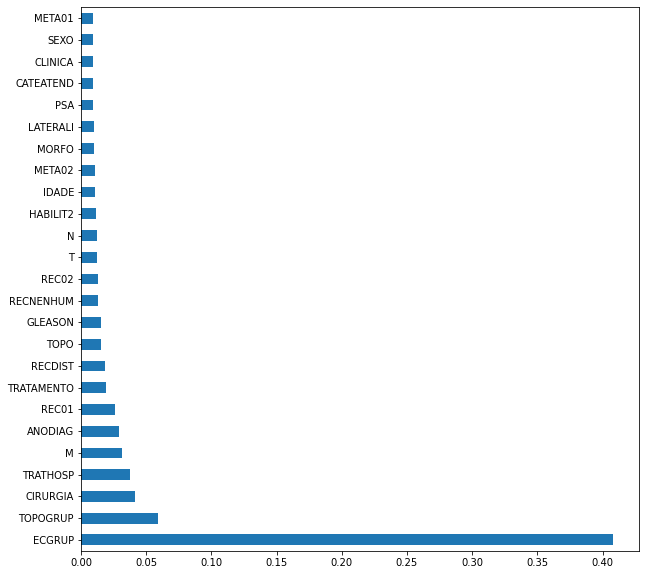 META01
SEXO
CLINICA
CATEATEND
PSA
LATERALI
MORFO
META02
IDADE
HABILIT2
N
T
REC02
RECNENHUM
GLEASON
TOPO
RECDIST
TRATAMENTO
REC01
ANODIAG
M
TRATHOSP
CIRURGIA
TOPOGRUP
ECGRUP
0.00 0.05 0.10 0.15 0.20 0.25 0.30 0.35 0.40